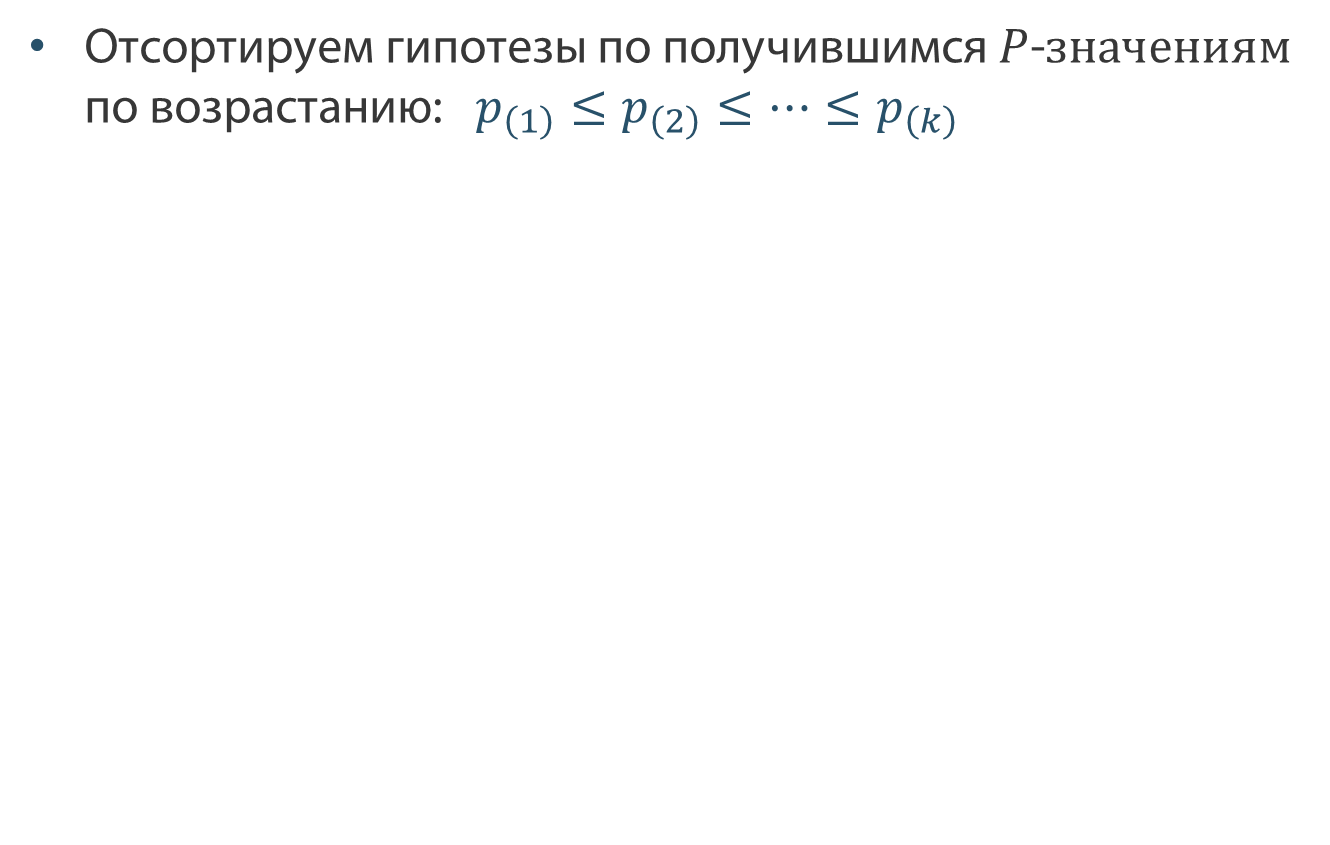 • Отсортируем гипотезы по получившимся P-значениям
по возрастанию: p₍₁₎ ≤ p₍₂₎ ≤ ⋯ ≤ p₍ₖ₎